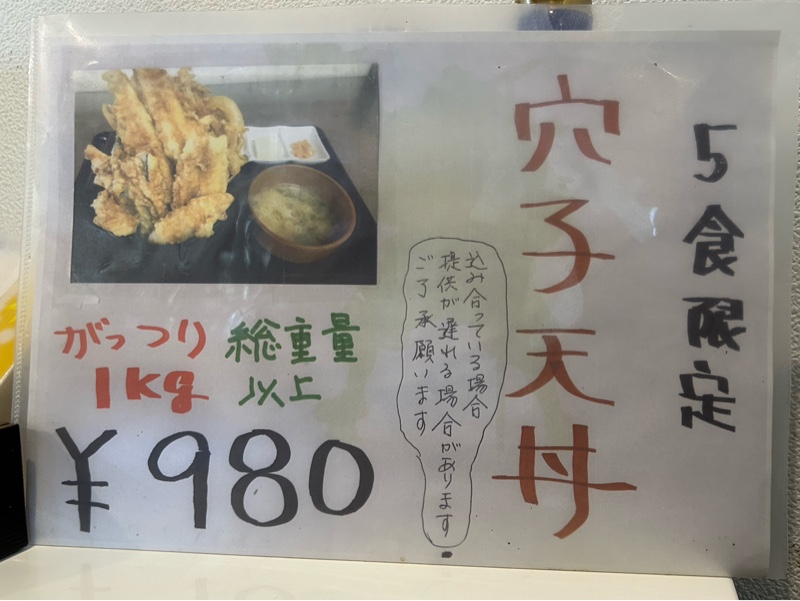 5食限定
穴子天丼
込み合っている場合
提供が遅れる場合があります
ご了承願います
がっつり 総重量
1kg 以上
¥980